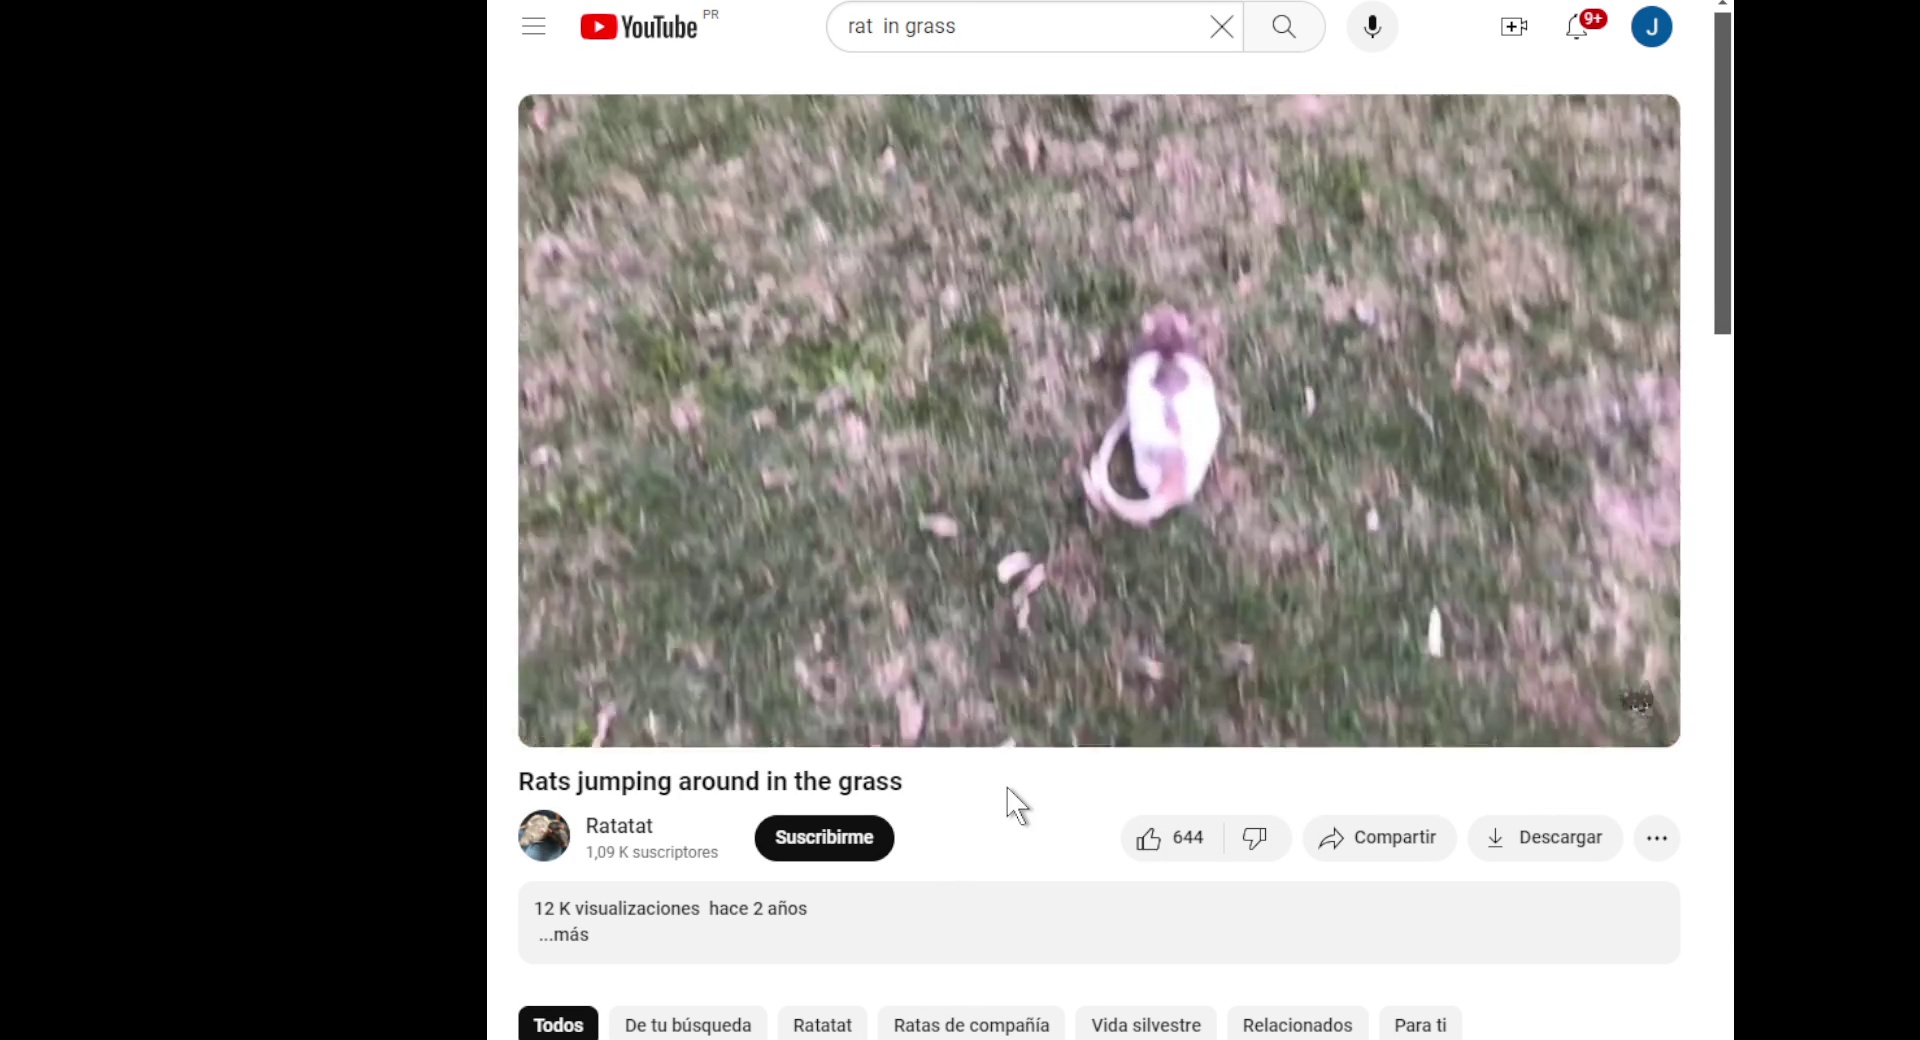 YouTube PR
rat in grass
9+
J
Rats jumping around in the grass
Ratatat
1,09 K suscriptores
Suscribirme
644
Compartir
Descargar
12 K visualizaciones hace 2 años
...más
Todos De tu búsqueda Ratatat Ratas de compañía Vida silvestre Relacionados Para ti